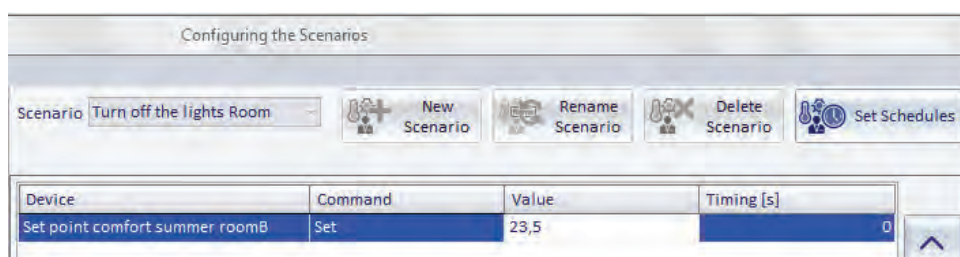 Configuring the Scenarios
Scenario Turn off the lights Room
New
Scenario
Rename
Scenario
Delete
Scenario
Set Schedules
Device Command Value Timing [s]
Set point comfort summer roomB Set 23,5 0